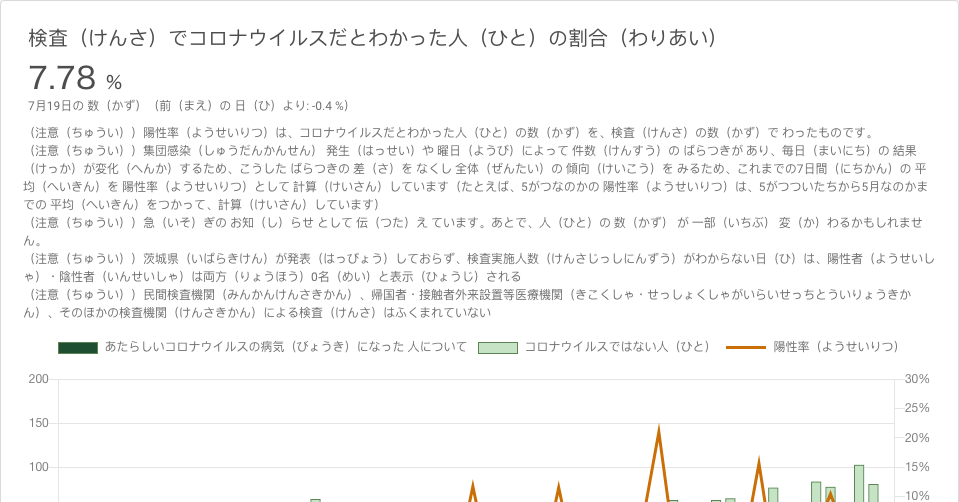 検査（けんさ）でコロナウイルスだとわかった人（ひと）の割合（わりあい）
7.78 %
7月19日の 数（かず）（前（まえ）の 日（ひ）より: -0.4 %）
（注意（ちゅうい））陽性率（ようせいりつ）は、コロナウイルスだとわかった人（ひと）の数（かず）を、検査（けんさ）の数（かず）で わったものです。
（注意（ちゅうい））集団感染（しゅうだんかんせん） 発生（はっせい）や 曜日（ようび）によって 件数（けんすう）の ばらつきが あり、毎日（まいにち）の 結果
（けっか）が変化（へんか）するため、こうした ばらつきの 差（さ）を なくし 全体（ぜんたい）の 傾向（けいこう）を みるため、これまでの7日間（にちかん）の 平
均（へいきん）を 陽性率（ようせいりつ）として 計算（けいさん）しています（たとえば、5がつなのかの 陽性率（ようせいりつ）は、5がつついたちから5月なのかま
での 平均（へいきん）をつかって、計算（けいさん）しています）
（注意（ちゅうい））急（いそ）ぎの お知（し）らせ として 伝（つた）え ています。あとで、人（ひと）の 数（かず） が 一部（いちぶ） 変（か）わるかもしれませ
ん。
（注意（ちゅうい））茨城県（いばらきけん）が発表（はっぴょう）しておらず、検査実施人数（けんさじっしにんずう）がわからない日（ひ）は、陽性者（ようせいし
ゃ）・陰性者（いんせいしゃ）は両方（りょうほう）0名（めい）と表示（ひょうじ）される
（注意（ちゅうい））民間検査機関（みんかんけんさきかん）、帰国者・接触者外来設置等医療機関（きこくしゃ・せっしょくしゃがいらいせっちとういりょうきか
ん）、そのほかの検査機関（けんさきかん）による検査（けんさ）はふくまれていない
あたらしいコロナウイルスの病気（びょうき）になった 人について コロナウイルスではない人（ひと） 陽性率（ようせいりつ）
200 30%
25%
150 20%
100 15%
10%